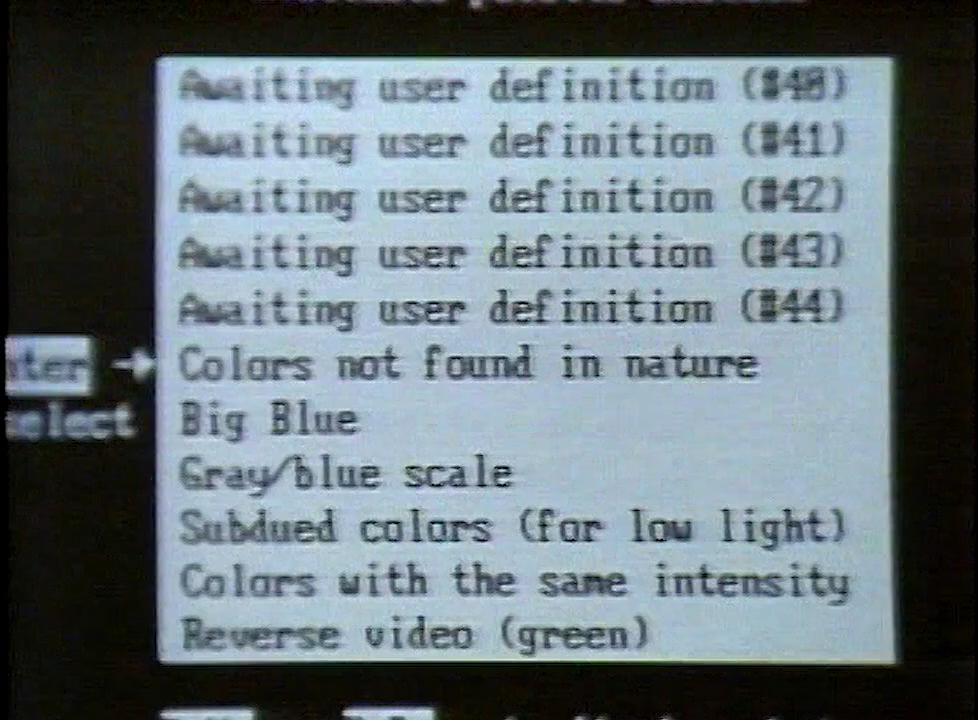 Awaiting user definition (#40)
Awaiting user definition (#41)
Awaiting user definition (#42)
Awaiting user definition (#43)
Awaiting user definition (#44)
Colors not found in nature
Big Blue
Gray/blue scale
Subdued colors (for low light)
Colors with the same intensity
Reverse video (green)